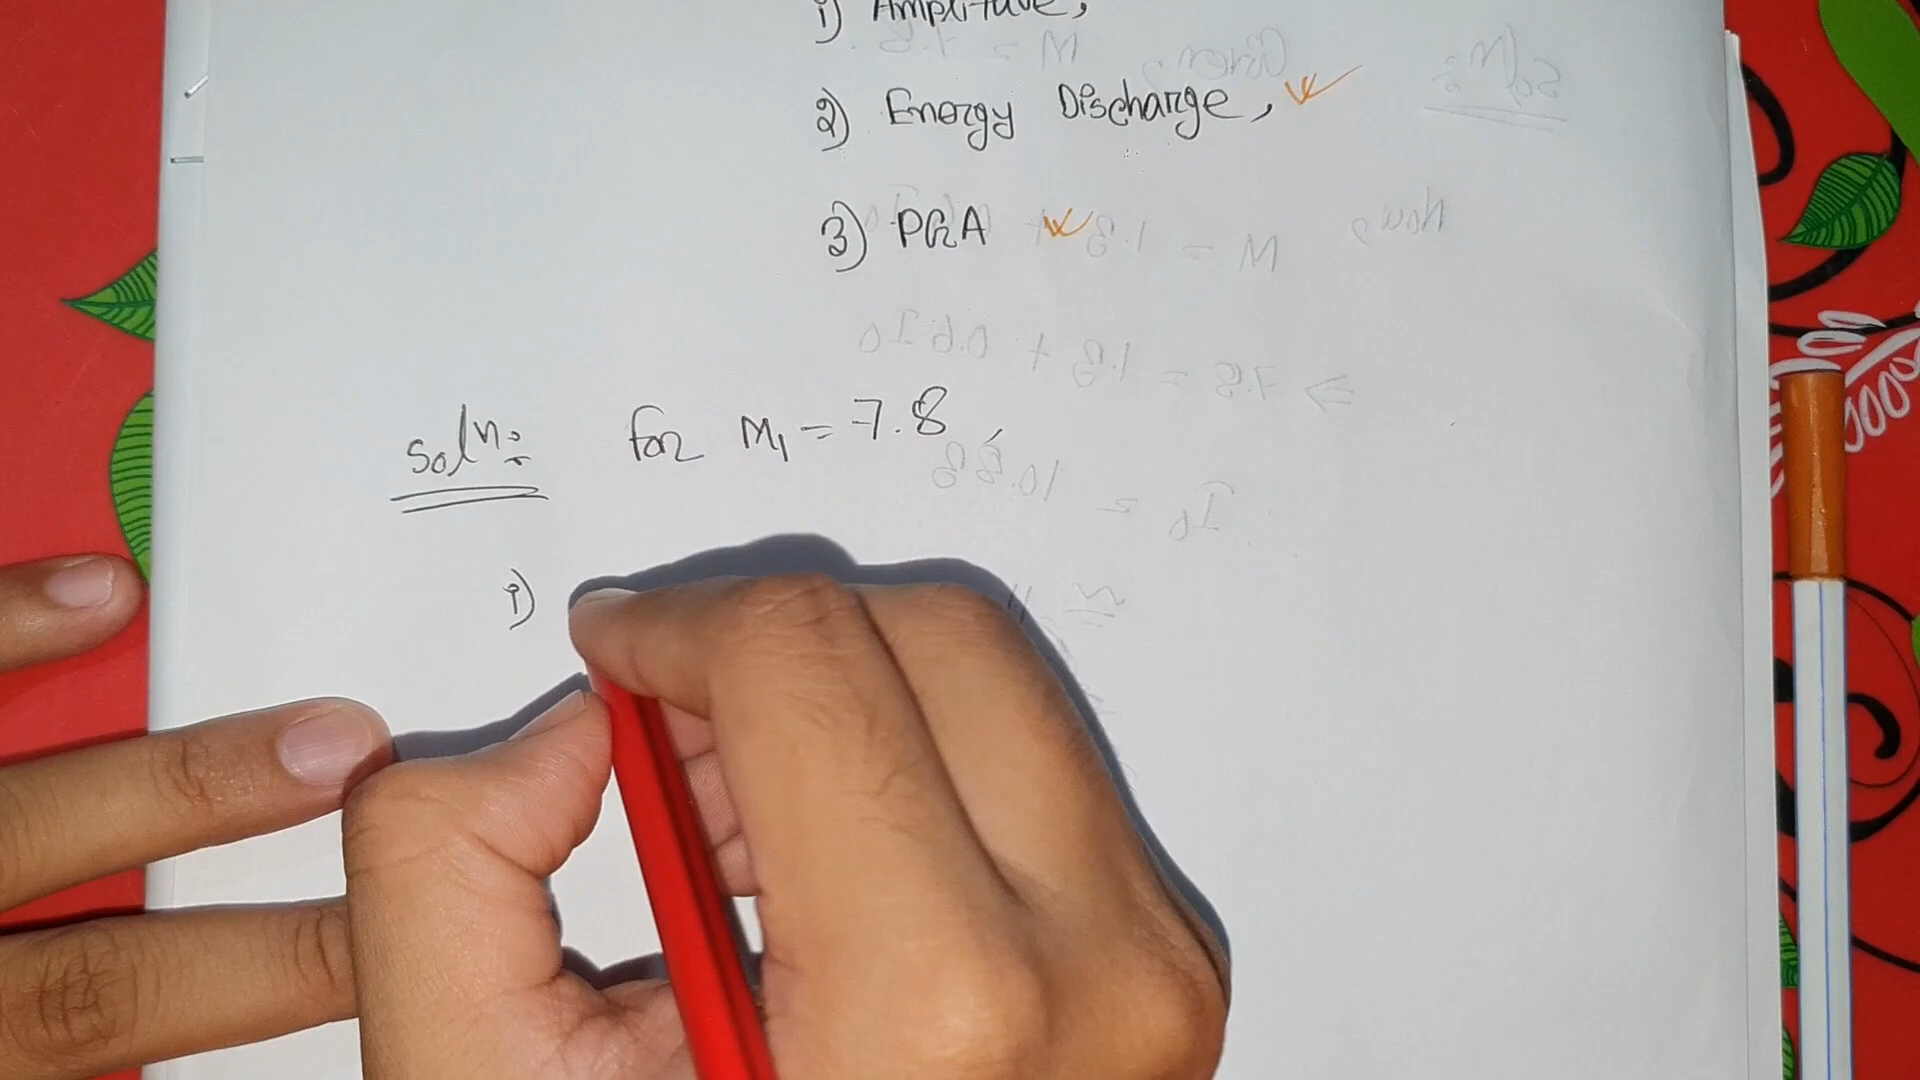 1) Amplitude,
2) Energy Discharge,
3) PGA
Soln:
For M1 = 7.8,
i)